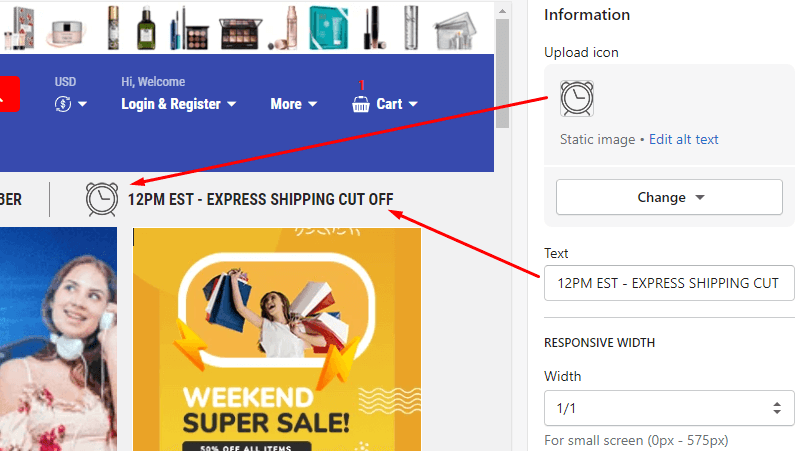 USD
Hi, Welcome
Login & Register
More
Cart
BER
12PM EST - EXPRESS SHIPPING CUT OFF
WEEKEND
SUPER SALE!
50% OFF ALL ITEMS
Information
Upload icon
Static image • Edit alt text
Change
Text
12PM EST - EXPRESS SHIPPING CUT
RESPONSIVE WIDTH
Width
1/1
For small screen (0px - 575px)